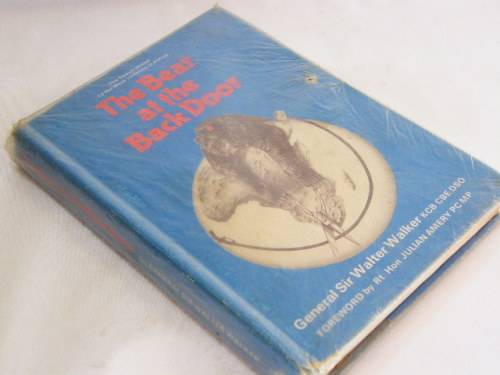 The Bear
at the
Back Door
General Sir Walter Walker KCB CBE DSO
FOREWORD by Rt Hon JULIAN AMERY PC MP